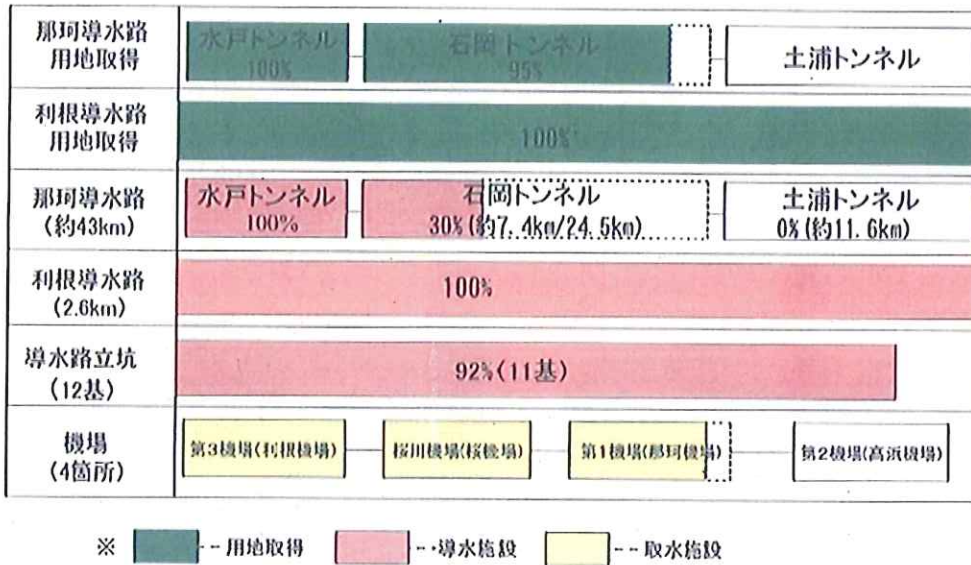 那珂導水路
用地取得
水戸トンネル
100%
石岡トンネル
95%
土浦トンネル
利根導水路
用地取得
100%
那珂導水路
(約43km)
水戸トンネル
100%
石岡トンネル
30%(約7.4km/24.5km)
土浦トンネル
0%(約11.6km)
利根導水路
(2.6km)
100%
導水路立坑
(12基)
92%(11基)
機場
(4箇所)
第3機場(利根機場)
桜川機場(桜機場)
第1機場(那珂機場)
第2機場(高浜機場)
※
--用地取得
--導水施設
--取水施設